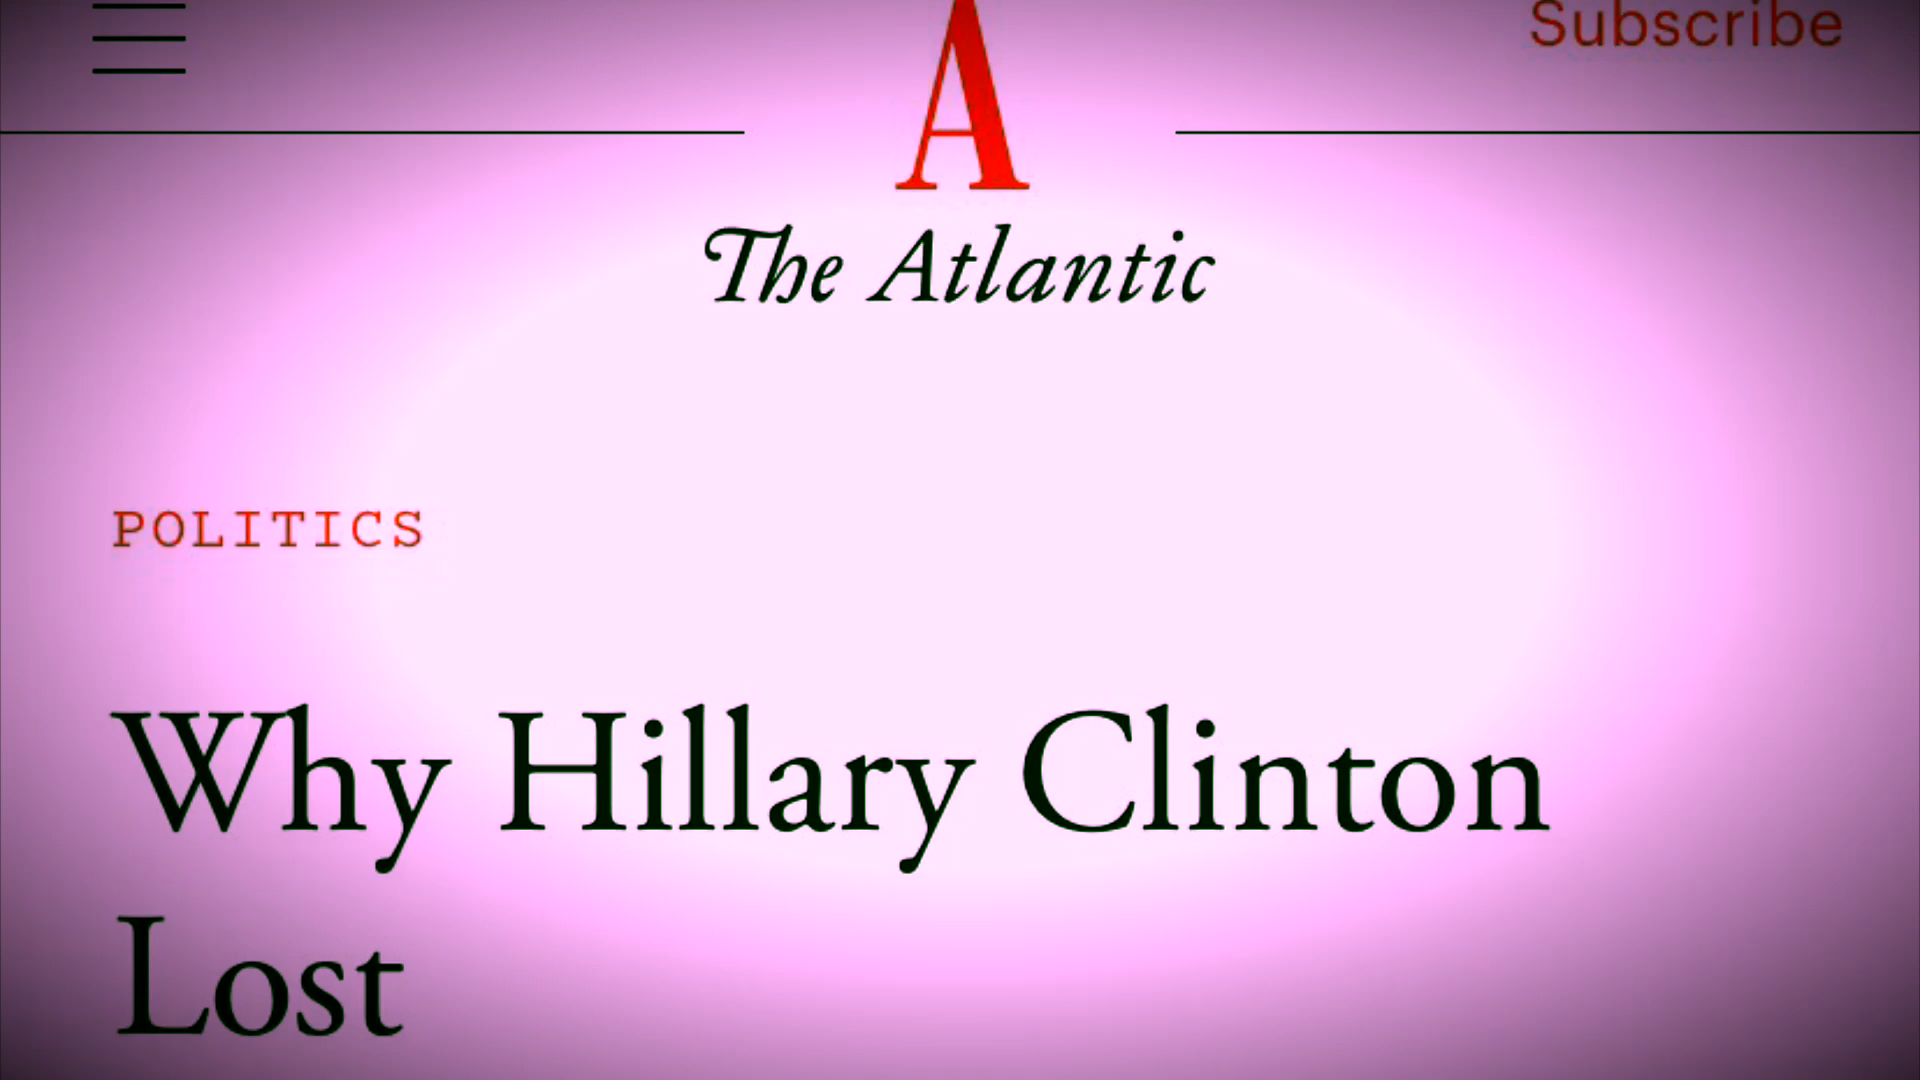 Subscribe
A
The Atlantic
POLITICS
Why Hillary Clinton
Lost